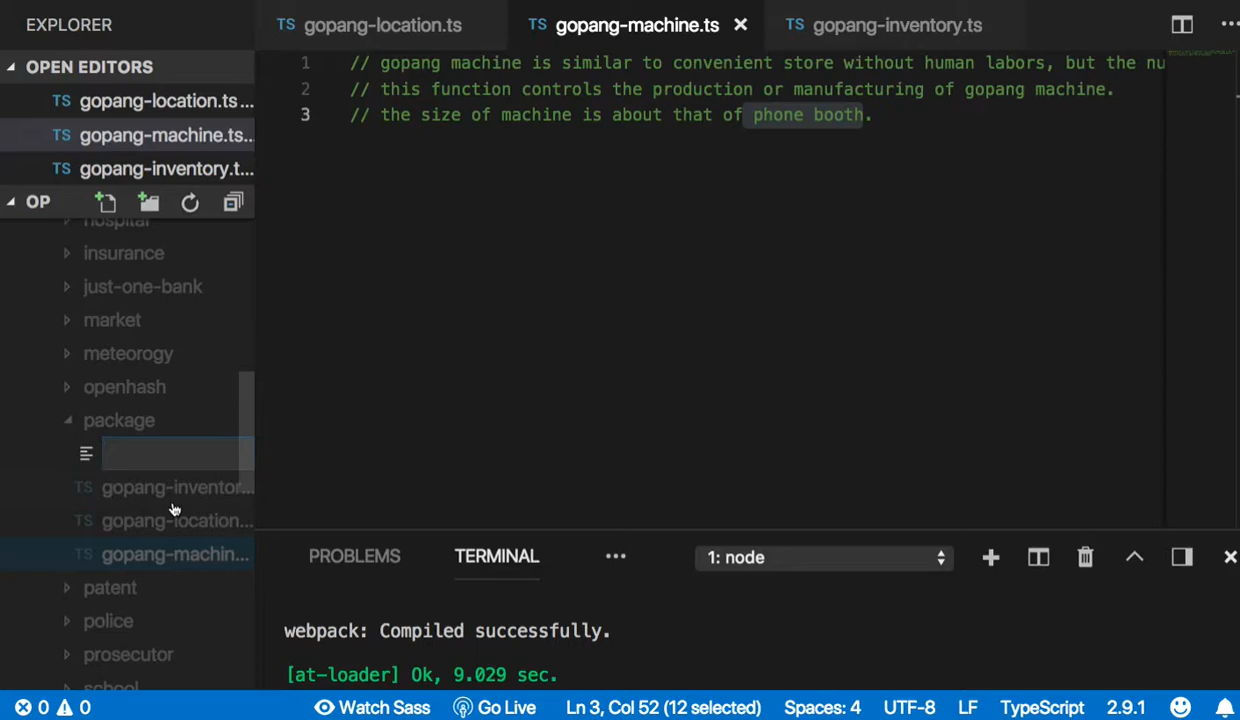 EXPLORER
TS gopang-location.ts
TS gopang-machine.ts
TS gopang-inventory.ts
OPEN EDITORS
TS gopang-location.ts...
TS gopang-machine.ts...
TS gopang-inventory.t...
OP
hospital
insurance
just-one-bank
market
meteorogy
openhash
package
TS gopang-inventor...
TS gopang-location...
TS gopang-machin...
patent
police
prosecutor
school
1 // gopang machine is similar to convenient store without human labors, but the nu
2 // this function controls the production or manufacturing of gopang machine.
3 // the size of machine is about that of phone booth.
PROBLEMS TERMINAL ... 1: node
webpack: Compiled successfully.
[at-loader] Ok, 9.029 sec.
0 0 Watch Sass Go Live Ln 3, Col 52 (12 selected) Spaces: 4 UTF-8 LF TypeScript 2.9.1